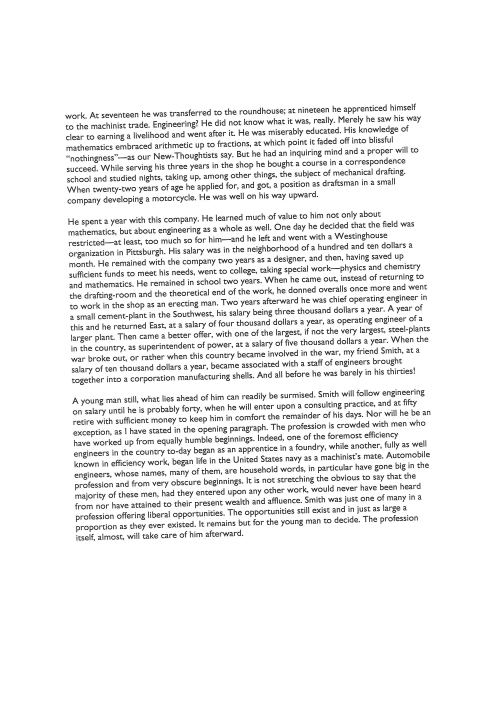 work. At seventeen he was transferred to the roundhouse; at nineteen he apprenticed himself
to the machinist trade. Engineering? He did not know what it was, really. Merely he saw his way
clear to earning a livelihood and went after it. He was miserably educated. His knowledge of
mathematics embraced arithmetic up to fractions, at which point it faded off into blissful
“nothingness”—as our New-Thoughtists say. But he had an inquiring mind and a proper will to
succeed. While serving his three years in the shop he bought a course in a correspondence
school and studied nights, taking up, among other things, the subject of mechanical drafting.
When twenty-two years of age he applied for, and got, a position as draftsman in a small
company developing a motorcycle. He was well on his way upward.

He spent a year with this company. He learned much of value to him not only about
mathematics, but about engineering as a whole as well. One day he decided that the field was
restricted—at least, too much so for him—and he left and went with a Westinghouse
organization in Pittsburgh. His salary was in the neighborhood of a hundred and ten dollars a
month. He remained with the company two years as a designer, and then, having saved up
sufficient funds to meet his needs, went to college, taking special work—physics and chemistry
and mathematics. He remained in school two years. When he came out, instead of returning to
the drafting-room and the theoretical end of the work, he donned overalls once more and went
to work in the shop as an erecting man. Two years afterward he was chief operating engineer in
a small cement-plant in the Southwest, his salary being three thousand dollars a year. A year of
this and he returned East, at a salary of four thousand dollars a year, as operating engineer of a
larger plant. Then came a better offer, with one of the largest, if not the very largest, steel-plants
in the country, as superintendent of power, at a salary of five thousand dollars a year. When the
war broke out, or rather when this country became involved in the war, my friend Smith, at a
salary of ten thousand dollars a year, became associated with a staff of engineers brought
together into a corporation manufacturing shells. And all before he was barely in his thirties!

A young man still, what lies ahead of him can readily be surmised. Smith will follow engineering
on salary until he is probably forty, when he will enter upon a consulting practice, and at fifty
retire with sufficient money to keep him in comfort the remainder of his days. Nor will he be an
exception, as I have stated in the opening paragraph. The profession is crowded with men who
have worked up from equally humble beginnings. Indeed, one of the foremost efficiency
engineers in the country to-day began as an apprentice in a foundry, while another, fully as well
known in efficiency work, began life in the United States navy as a machinist's mate. Automobile
engineers, whose names, many of them, are household words, in particular have gone big in the
profession and from very obscure beginnings. It is not stretching the obvious to say that the
majority of these men, had they entered upon any other work, would never have been heard
from nor have attained to their present wealth and affluence. Smith was just one of many in a
profession offering liberal opportunities. The opportunities still exist and in just as large a
proportion as they ever existed. It remains but for the young man to decide. The profession
itself, almost, will take care of him afterward.